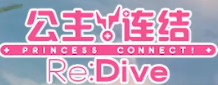 公主连结
PRINCESS CONNECT!
Re:Dive